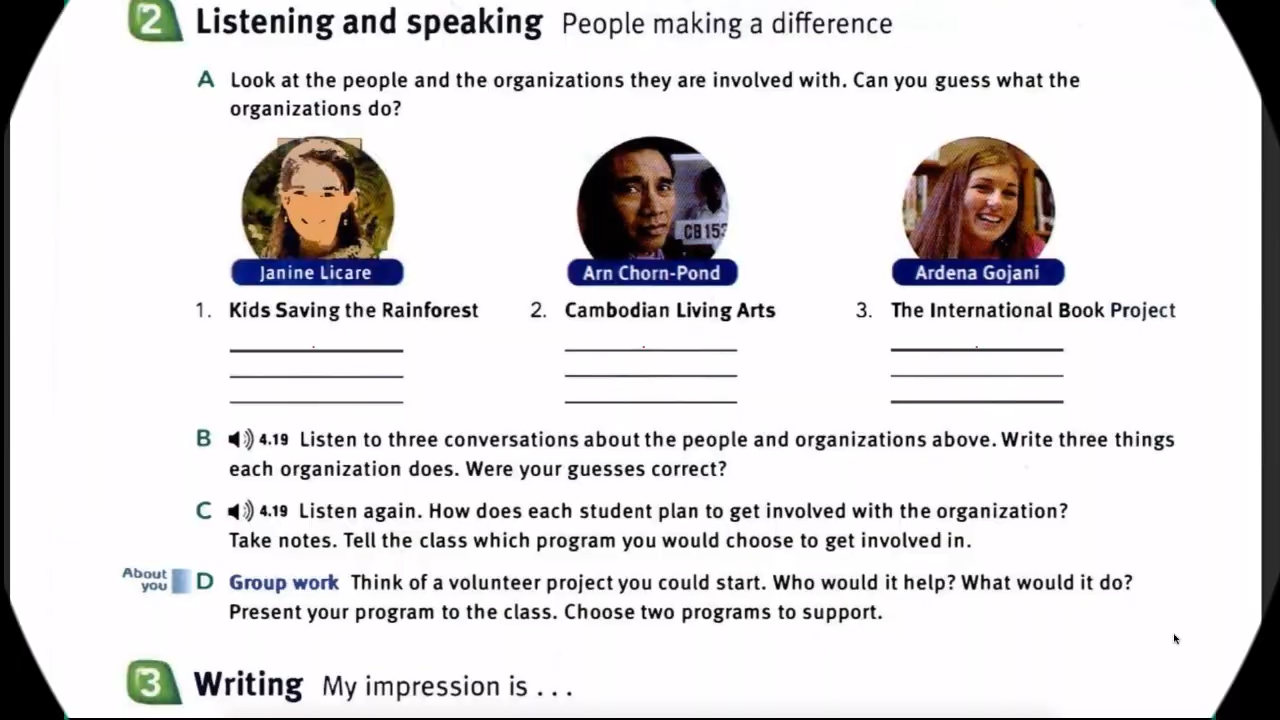 2 Listening and speaking People making a difference
A Look at the people and the organizations they are involved with. Can you guess what the
organizations do?
CB153
Janine Licare
Arn Chorn-Pond
Ardena Gojani
1. Kids Saving the Rainforest
2. Cambodian Living Arts
3. The International Book Project
B 4.19 Listen to three conversations about the people and organizations above. Write three things
each organization does. Were your guesses correct?
C 4.19 Listen again. How does each student plan to get involved with the organization?
Take notes. Tell the class which program you would choose to get involved in.
About
you
D Group work Think of a volunteer project you could start. Who would it help? What would it do?
Present your program to the class. Choose two programs to support.
3 Writing My impression is . . .